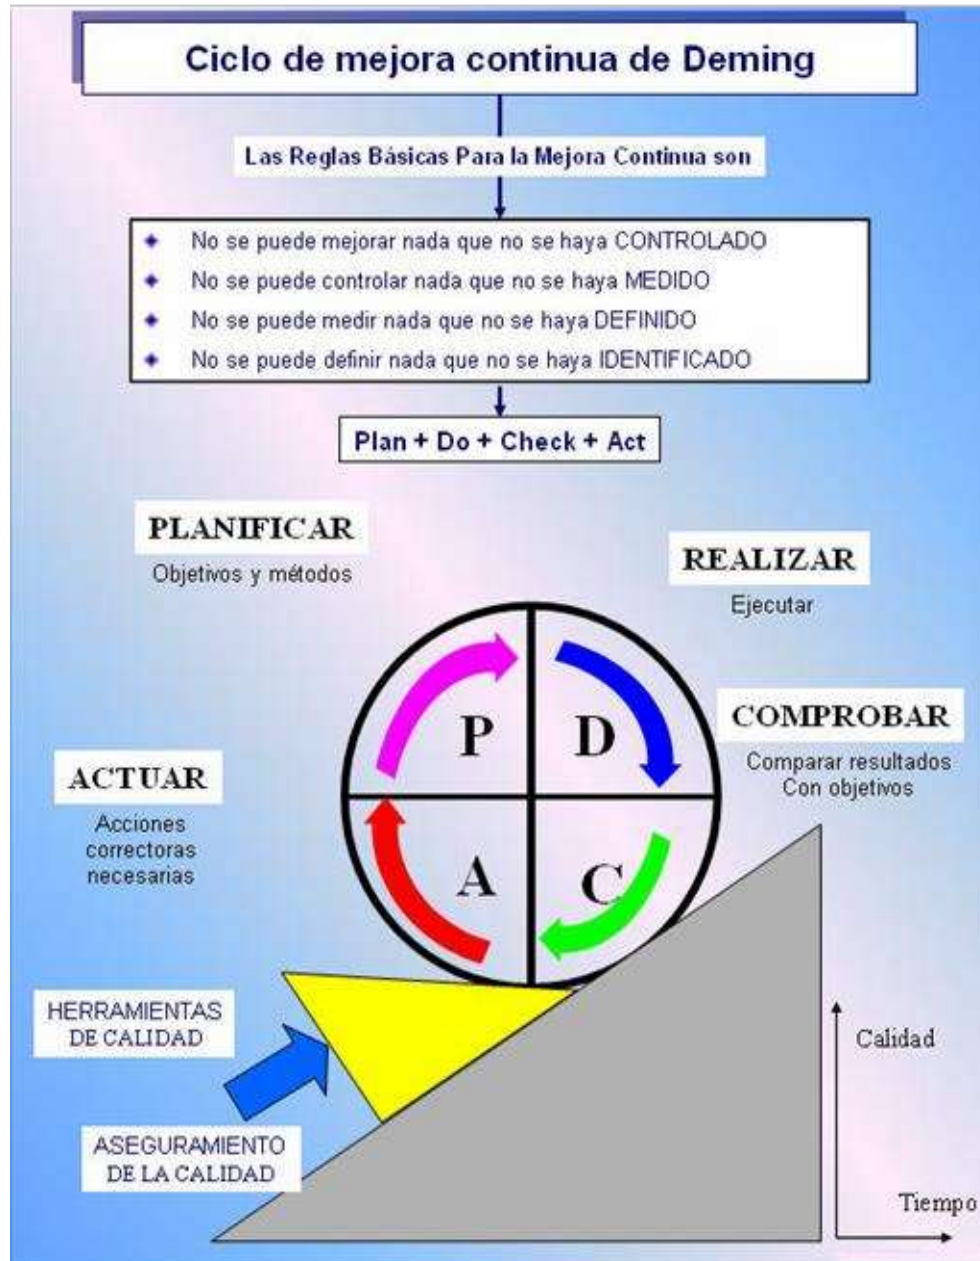 Ciclo de mejora continua de Deming
Las Reglas Básicas Para la Mejora Continua son
No se puede mejorar nada que no se haya CONTROLADO
No se puede controlar nada que no se haya MEDIDO
No se puede medir nada que no se haya DEFINIDO
No se puede definir nada que no se haya IDENTIFICADO
Plan + Do + Check + Act
PLANIFICAR
Objetivos y métodos
REALIZAR
Ejecutar
P
D
COMPROBAR
Comparar resultados
Con objetivos
ACTUAR
Acciones
correctoras
necesarias
A
C
HERRAMIENTAS
DE CALIDAD
Calidad
ASEGURAMIENTO
DE LA CALIDAD
Tiempo